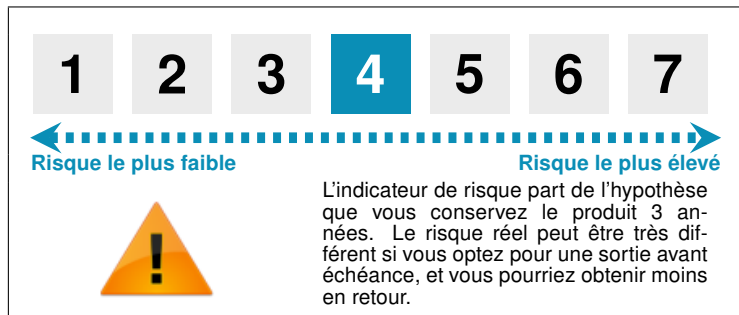 1 2 3 4 5 6 7
Risque le plus faible Risque le plus élevé
L'indicateur de risque part de l'hypothèse
que vous conservez le produit 3 an-
nées. Le risque réel peut être très dif-
férent si vous optez pour une sortie avant
échéance, et vous pourriez obtenir moins
en retour.